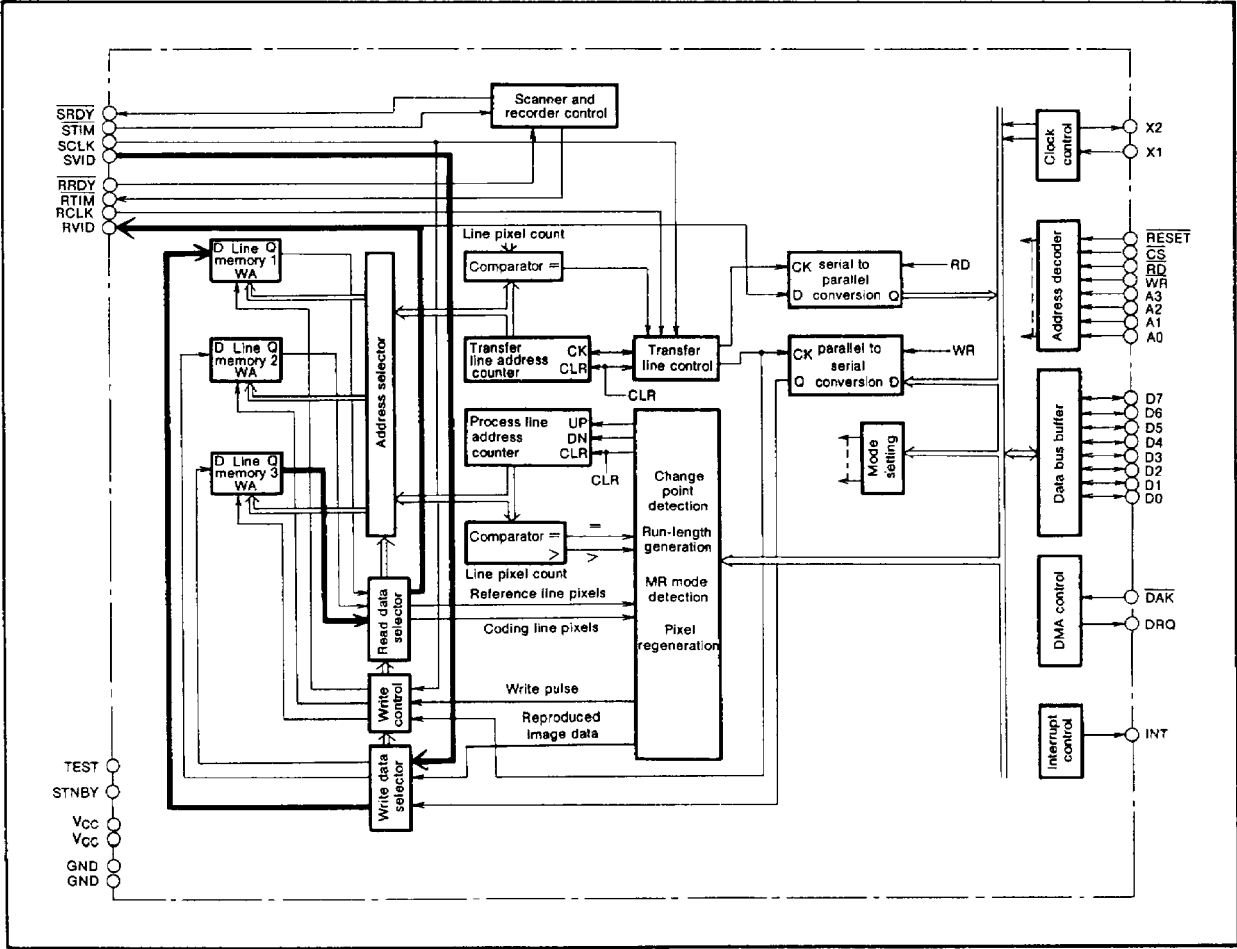 SRDY
STIM
SCLK
SVID
RRDY
RTIM
RCLK
RVID
Scanner and
recorder control
D Line Q
memory 1
WA
D Line Q
memory 2
WA
D Line Q
memory 3
WA
Address selector
Line pixel count
Comparator =
Transfer
line address
counter
CK
CLR
Transfer
line control
CLR
Process line
address
counter
UP
DN
CLR
CLR
Comparator =
>
=
>
Line pixel count
Reference line pixels
Coding line pixels
Read data
selector
Write
control
Write data
selector
Write pulse
Reproduced
image data
Change
point
detection
Run-length
generation
MR mode
detection
Pixel
regeneration
CK serial to
parallel
D conversion Q
RD
CK parallel to
serial
Q conversion D
WR
Mode
setting
Clock
control
X2
X1
Address decoder
RESET
CS
RD
WR
A3
A2
A1
A0
Data bus buffer
D7
D6
D5
D4
D3
D2
D1
D0
DMA control
DAK
DRQ
Interrupt
control
INT
TEST
STNBY
VCC
VCC
GND
GND